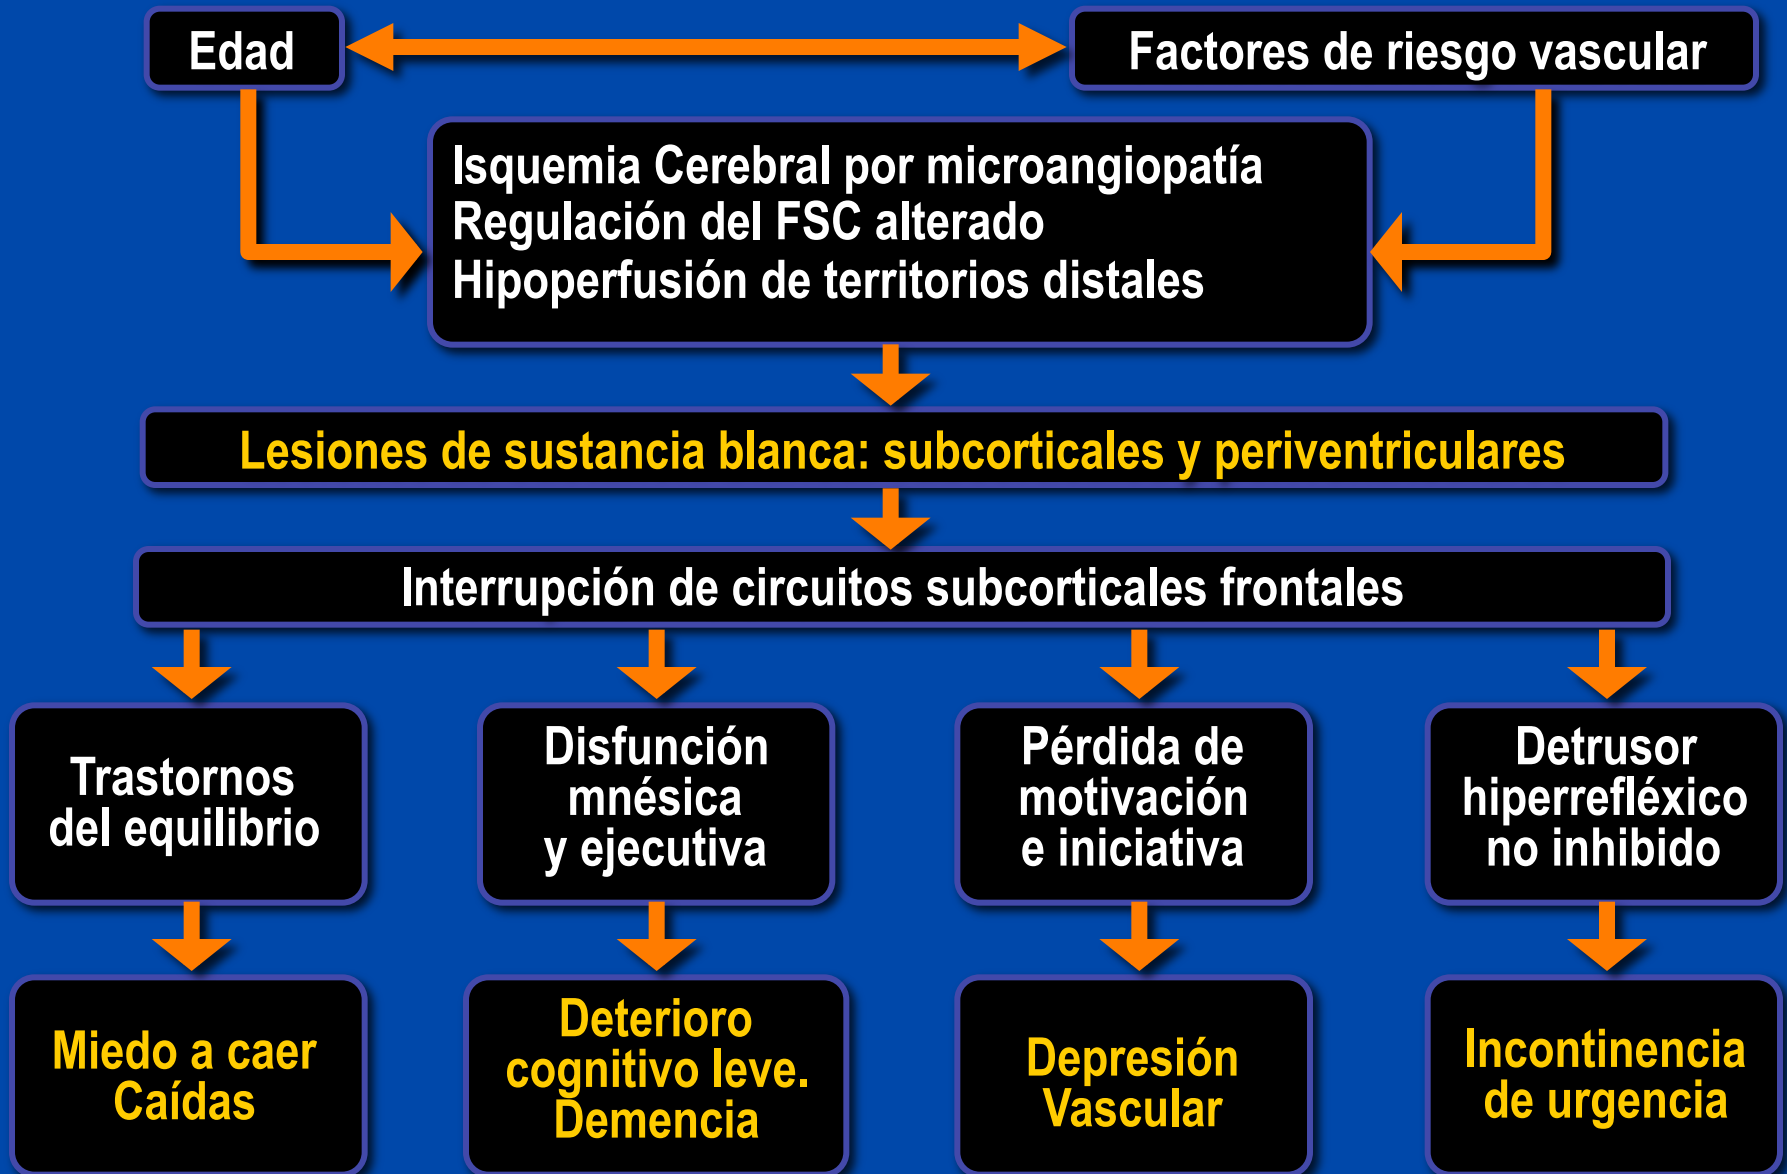 Edad
Factores de riesgo vascular
Isquemia Cerebral por microangiopatía
Regulación del FSC alterado
Hipoperfusión de territorios distales
Lesiones de sustancia blanca: subcorticales y periventriculares
Interrupción de circuitos subcorticales frontales
Trastornos
del equilibrio
Disfunción
mnésica
y ejecutiva
Pérdida de
motivación
e iniciativa
Detrusor
hiperrefléxico
no inhibido
Miedo a caer
Caídas
Deterioro
cognitivo leve.
Demencia
Depresión
Vascular
Incontinencia
de urgencia